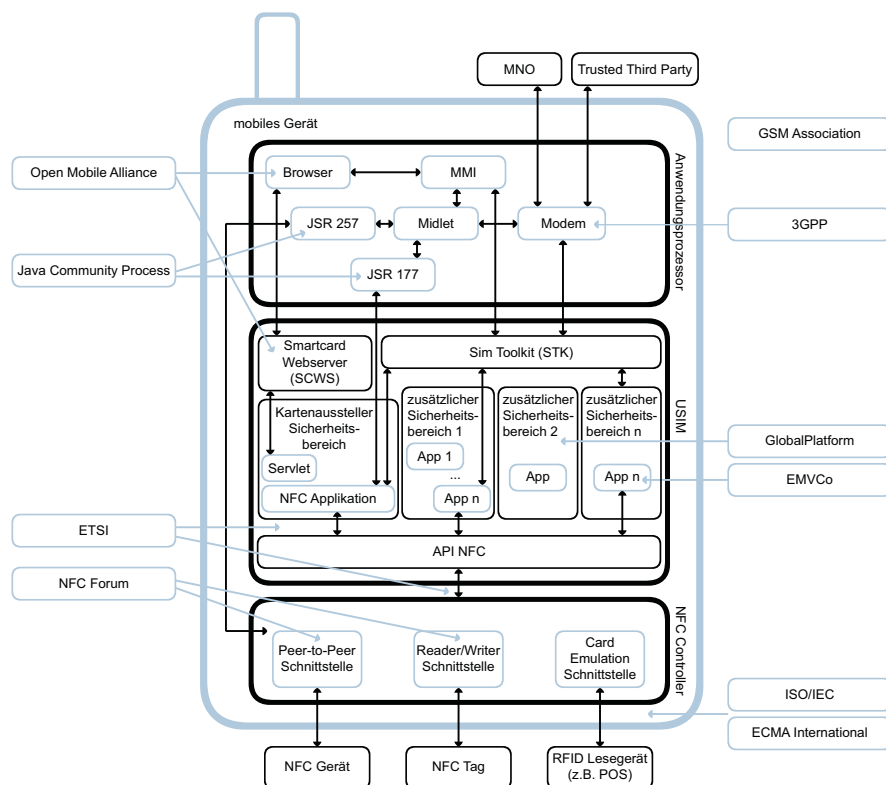 MNO
Trusted Third Party
mobiles Gerät
GSM Association
Anwendungsprozessor
Open Mobile Alliance
Browser
MMI
JSR 257
Midlet
Modem
3GPP
Java Community Process
JSR 177
Smartcard
Webserver
(SCWS)
Sim Toolkit (STK)
USIM
Kartenaussteller
Sicherheits-
bereich
zusätzlicher
Sicherheits-
bereich 1
zusätzlicher
Sicherheits-
bereich 2
zusätzlicher
Sicherheits-
bereich n
GlobalPlatform
App 1
...
Servlet
App
App n
EMVCo
NFC Applikation
App n
ETSI
API NFC
NFC Forum
NFC Controller
Peer-to-Peer
Schnittstelle
Reader/Writer
Schnittstelle
Card
Emulation
Schnittstelle
ISO/IEC
ECMA International
NFC Gerät
NFC Tag
RFID Lesegerät
(z.B. POS)